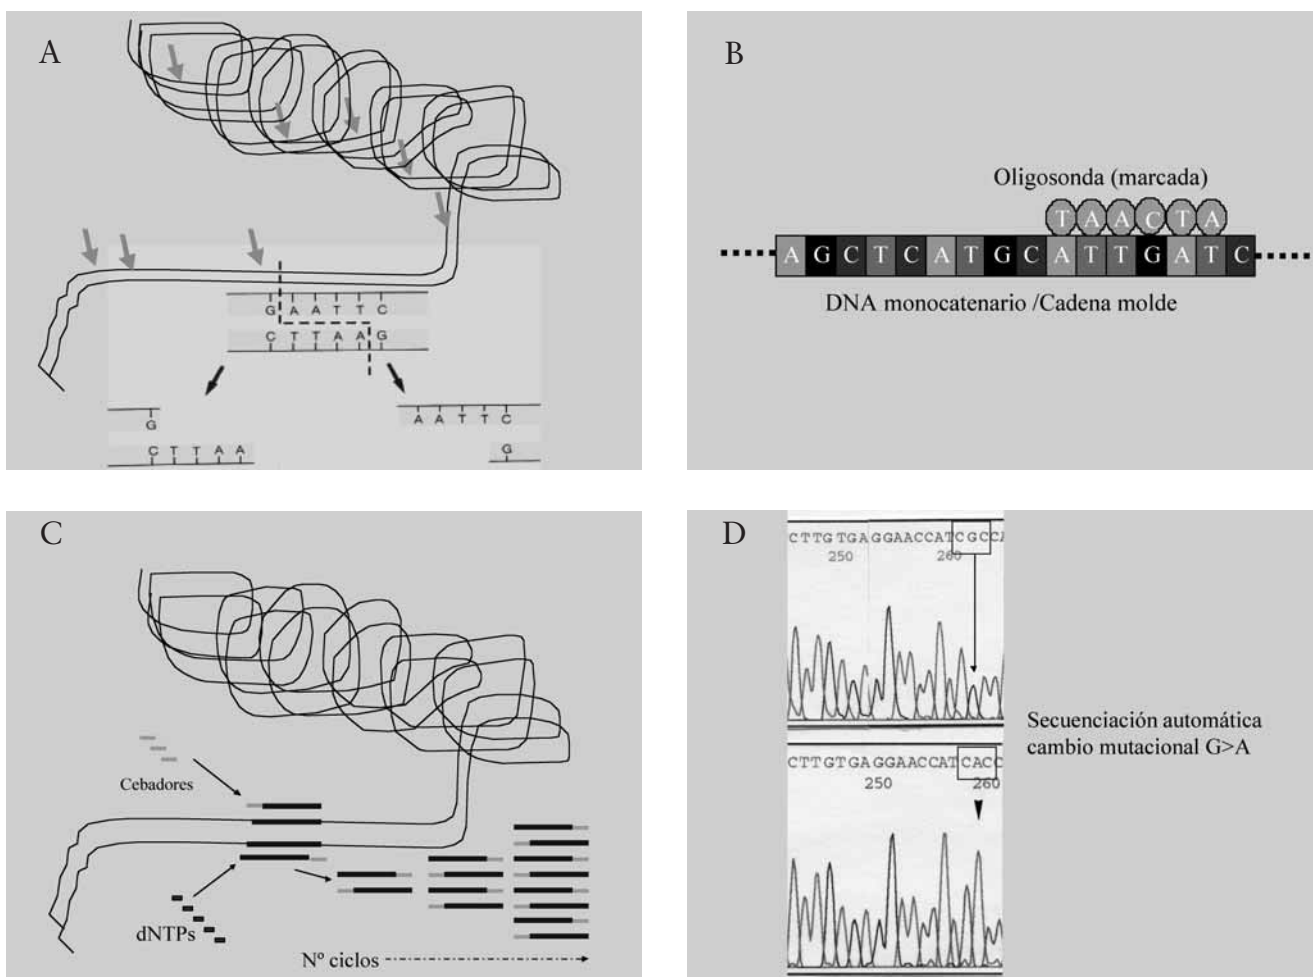 A
G A A T T C
C T T A A G
G
C T T A A
A A T T C
G
B
Oligosonda (marcada)
T A A C T A
A G C T C A T G C A T T G A T C
DNA monocatenario /Cadena molde
C
Cebadores
dNTPs
Nº ciclos
D
CTTGTGAGGAACCATCGCCA
250 260
CTTGTGAGGAACCATCACC
250 260
Secuenciación automática
cambio mutacional G>A